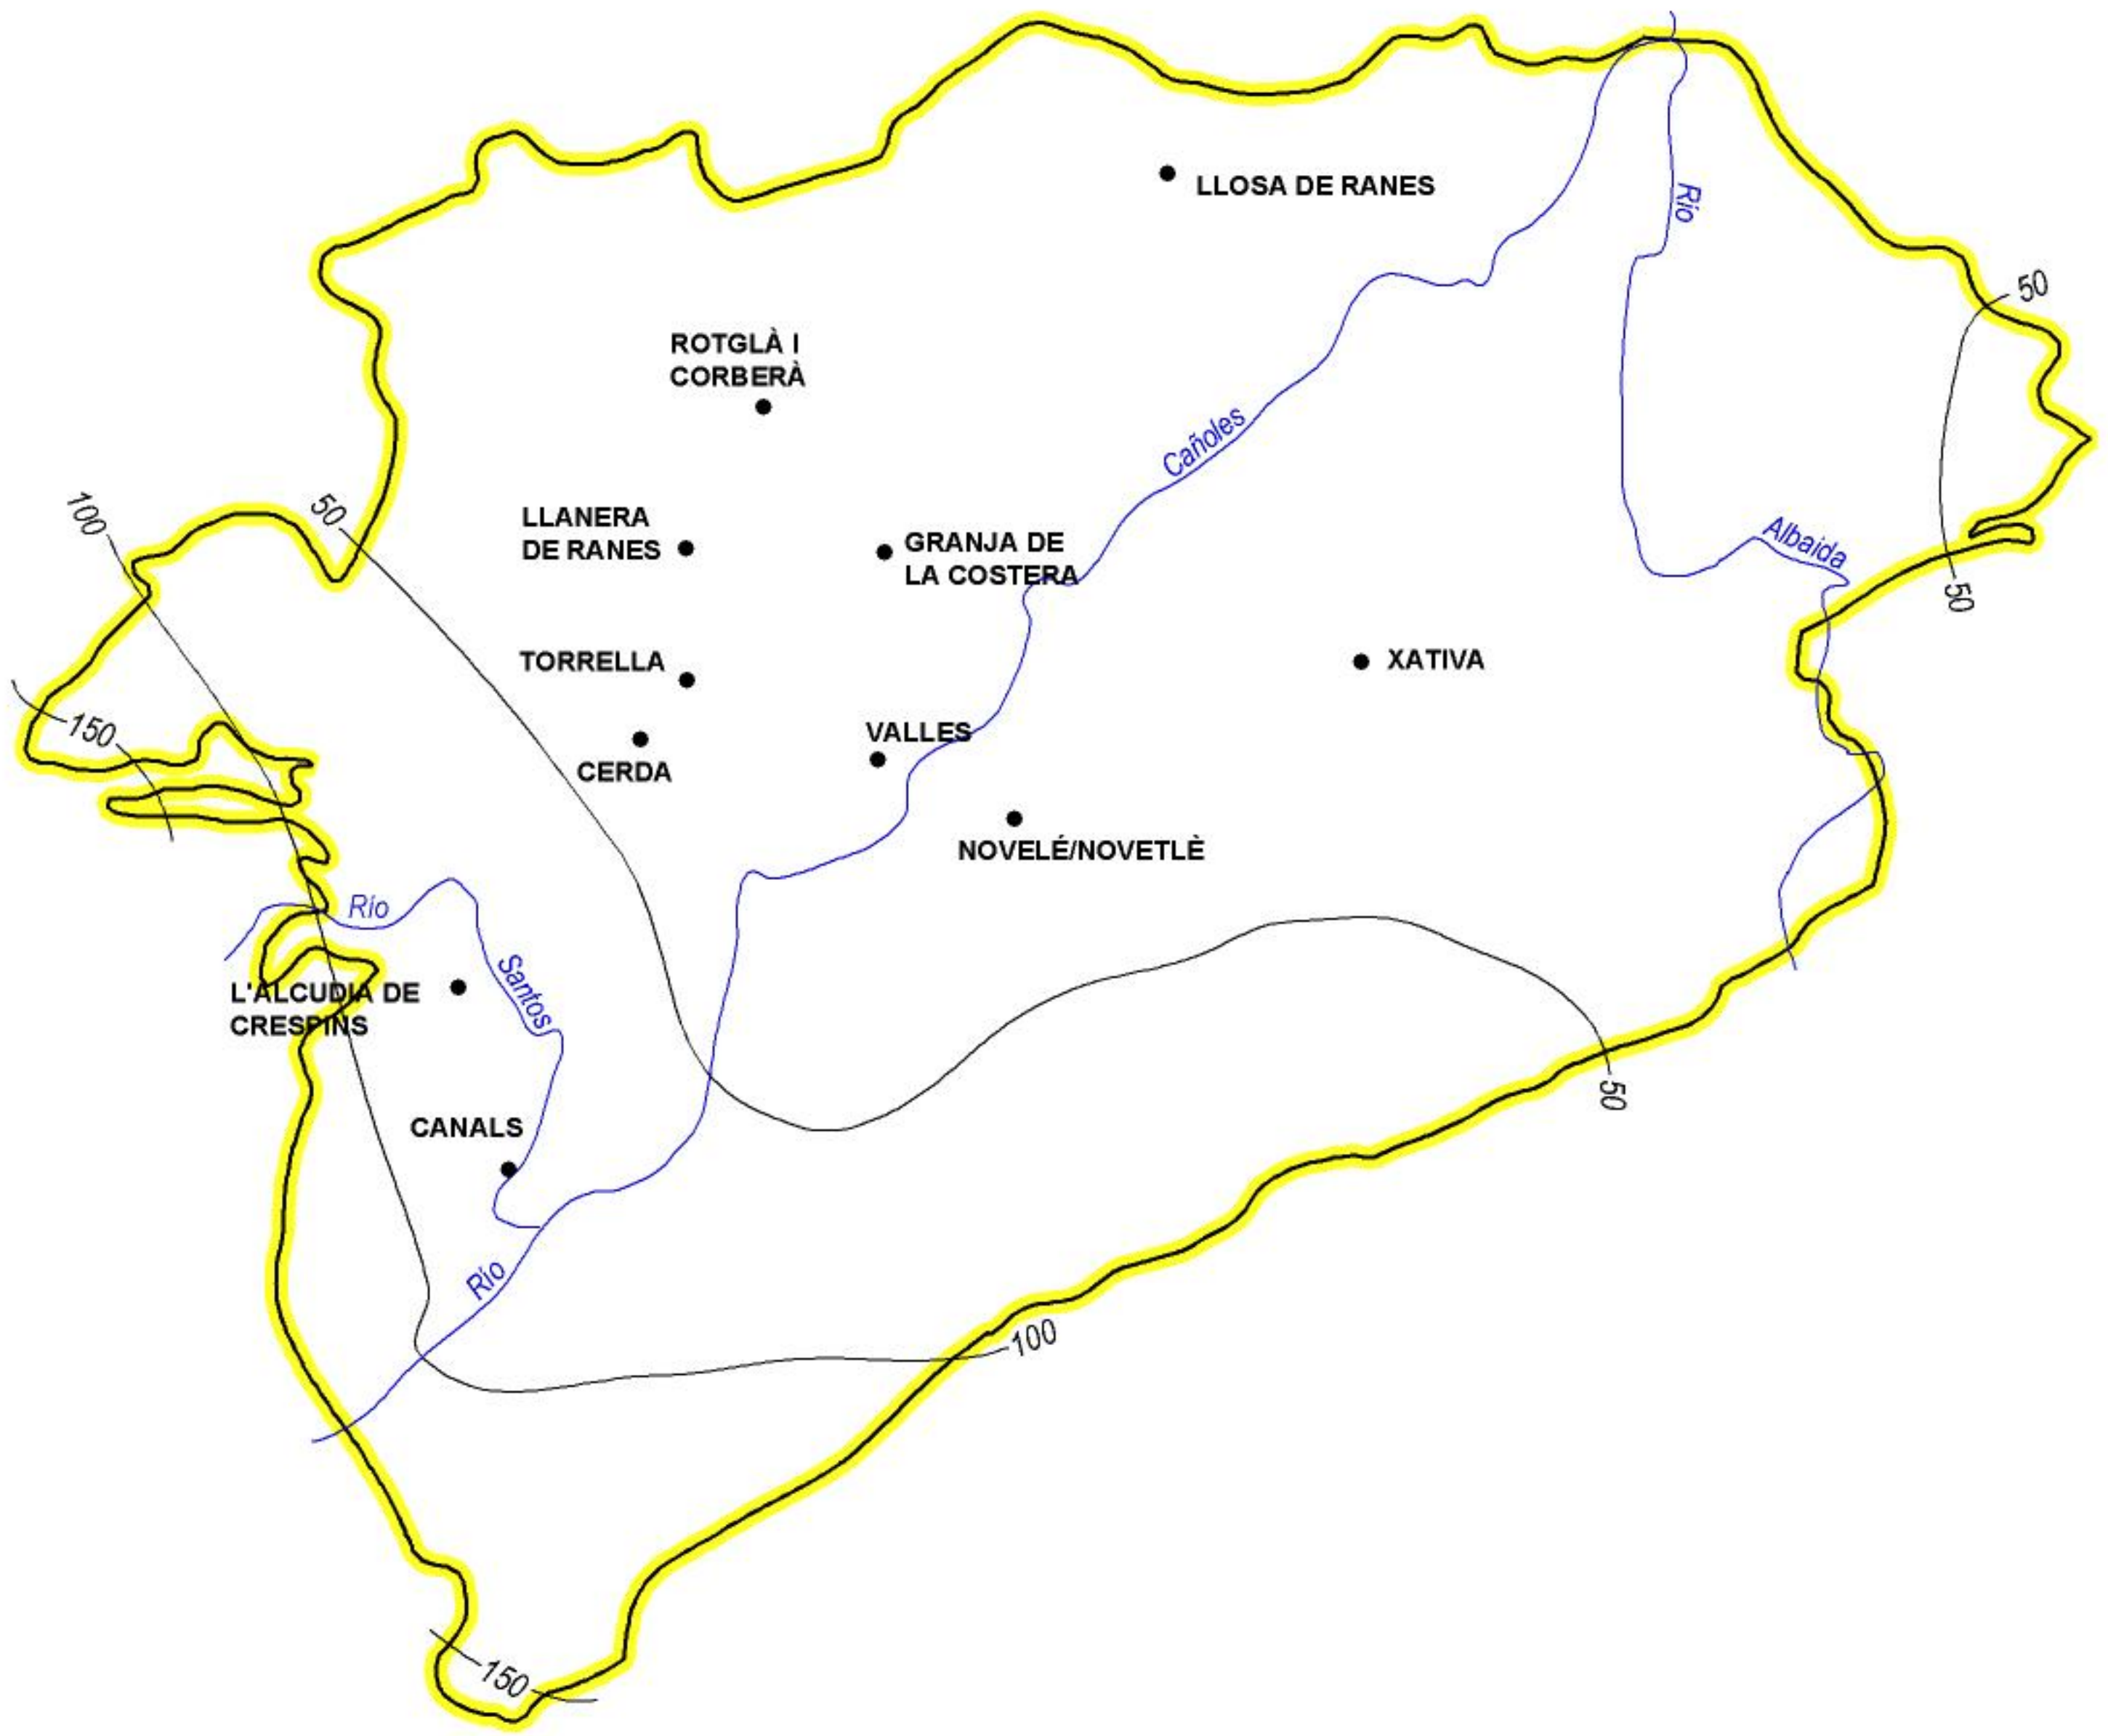 LLOSA DE RANES
Río
50
ROTGLÀ I
CORBERÀ
Cañoles
100
50
LLANERA
DE RANES
GRANJA DE
LA COSTERA
Albaida
50
TORRELLA
XATIVA
150
VALLES
CERDA
NOVELÉ/NOVETLÈ
Río
Santos
L'ALCUDIA DE
CRESPINS
50
CANALS
Río
100
150